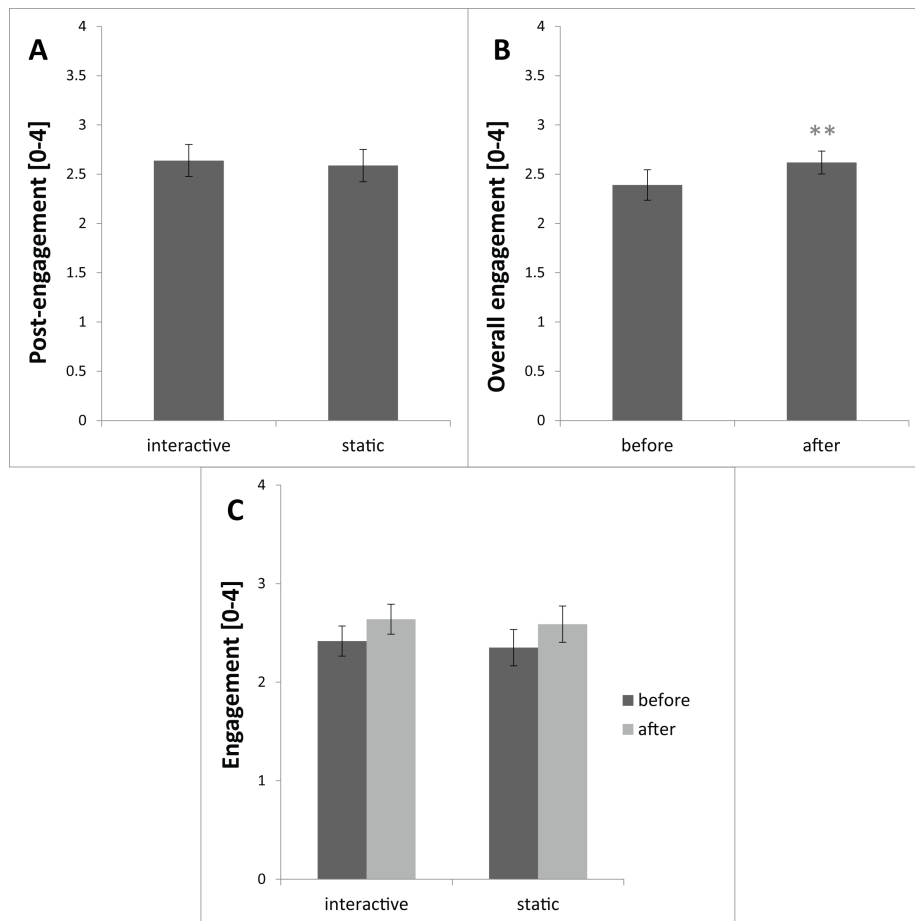 A
Post-engagement [0-4]
4
3.5
3
2.5
2
1.5
1
0.5
0
interactive
static
B
Overall engagement [0-4]
4
3.5
3
2.5
2
1.5
1
0.5
0
**
before
after
C
Engagement [0-4]
4
3
2
1
0
interactive
static
before
after